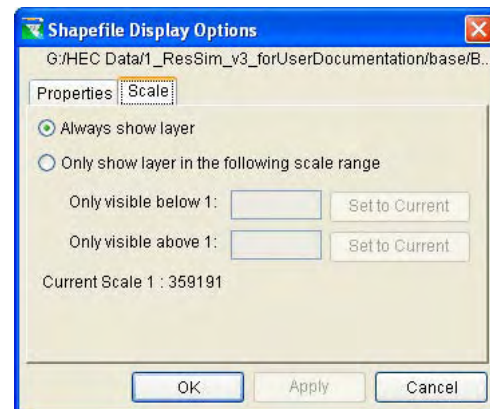 Shapefile Display Options
G:/HEC Data/1_ResSim_v3_forUserDocumentation/base/B..
Properties Scale
Always show layer
Only show layer in the following scale range
Only visible below 1: Set to Current
Only visible above 1: Set to Current
Current Scale 1 : 359191
OK Apply Cancel